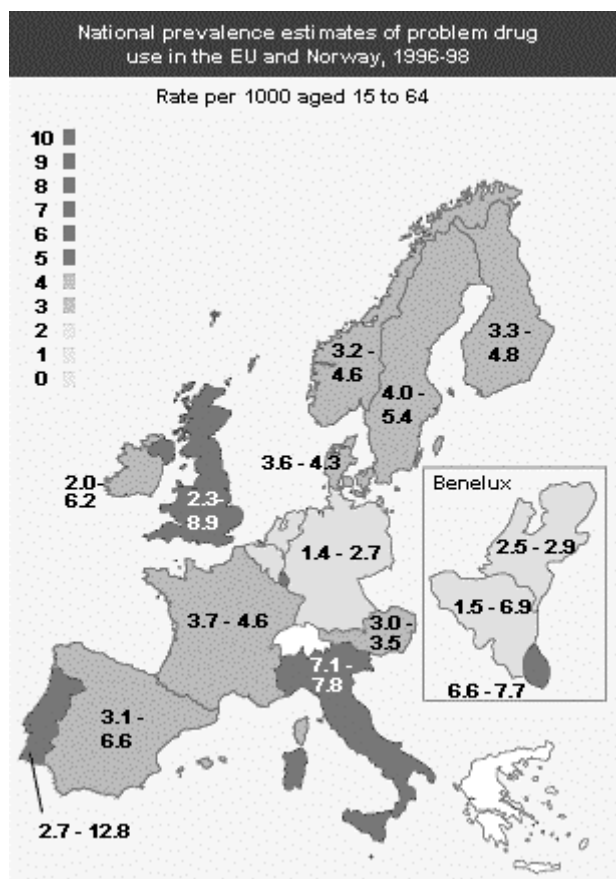 National prevalence estimates of problem drug
use in the EU and Norway, 1996-98
Rate per 1000 aged 15 to 64
10
9
8
7
6
5
4
3
2
1
0
3.2 -
4.6
4.0 -
5.4
3.3 -
4.8
2.0-
6.2
2.3-
8.9
3.6 - 4.3
1.4 - 2.7
3.7 - 4.6
3.0 -
3.5
7.1 -
7.8
3.1 -
6.6
2.7 - 12.8
Benelux
2.5 - 2.9
1.5 - 6.9
6.6 - 7.7